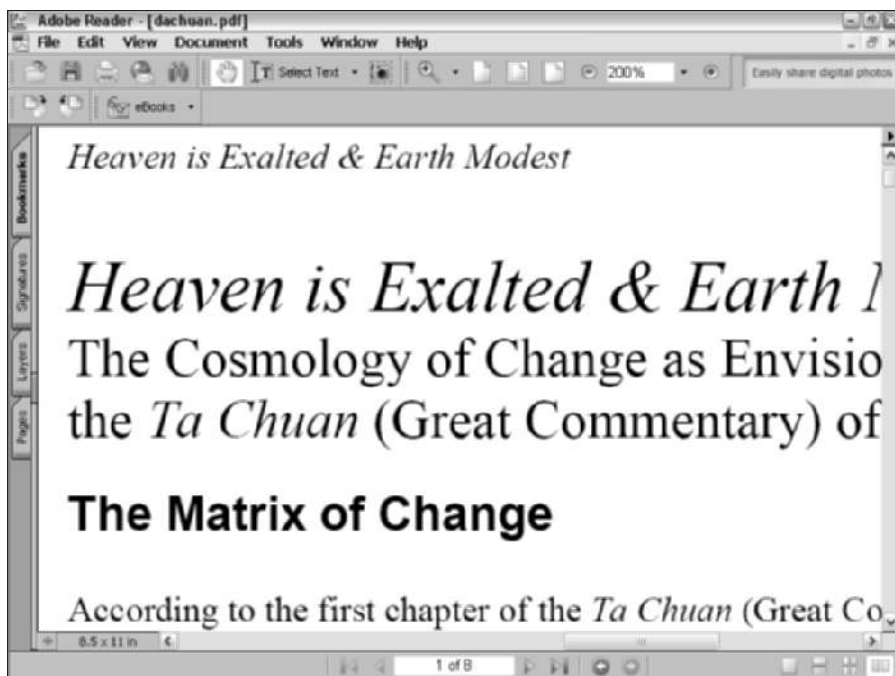 Adobe Reader - [dachuan.pdf]
File Edit View Document Tools Window Help
Select Text 200% Easily share digital photos
eBooks
Bookmarks
Signatures
Layers
Pages
Heaven is Exalted & Earth Modest
Heaven is Exalted & Earth
The Cosmology of Change as Envisio
the Ta Chuan (Great Commentary) of
The Matrix of Change
According to the first chapter of the Ta Chuan (Great Co
8.5 x 11 in
1 of 8